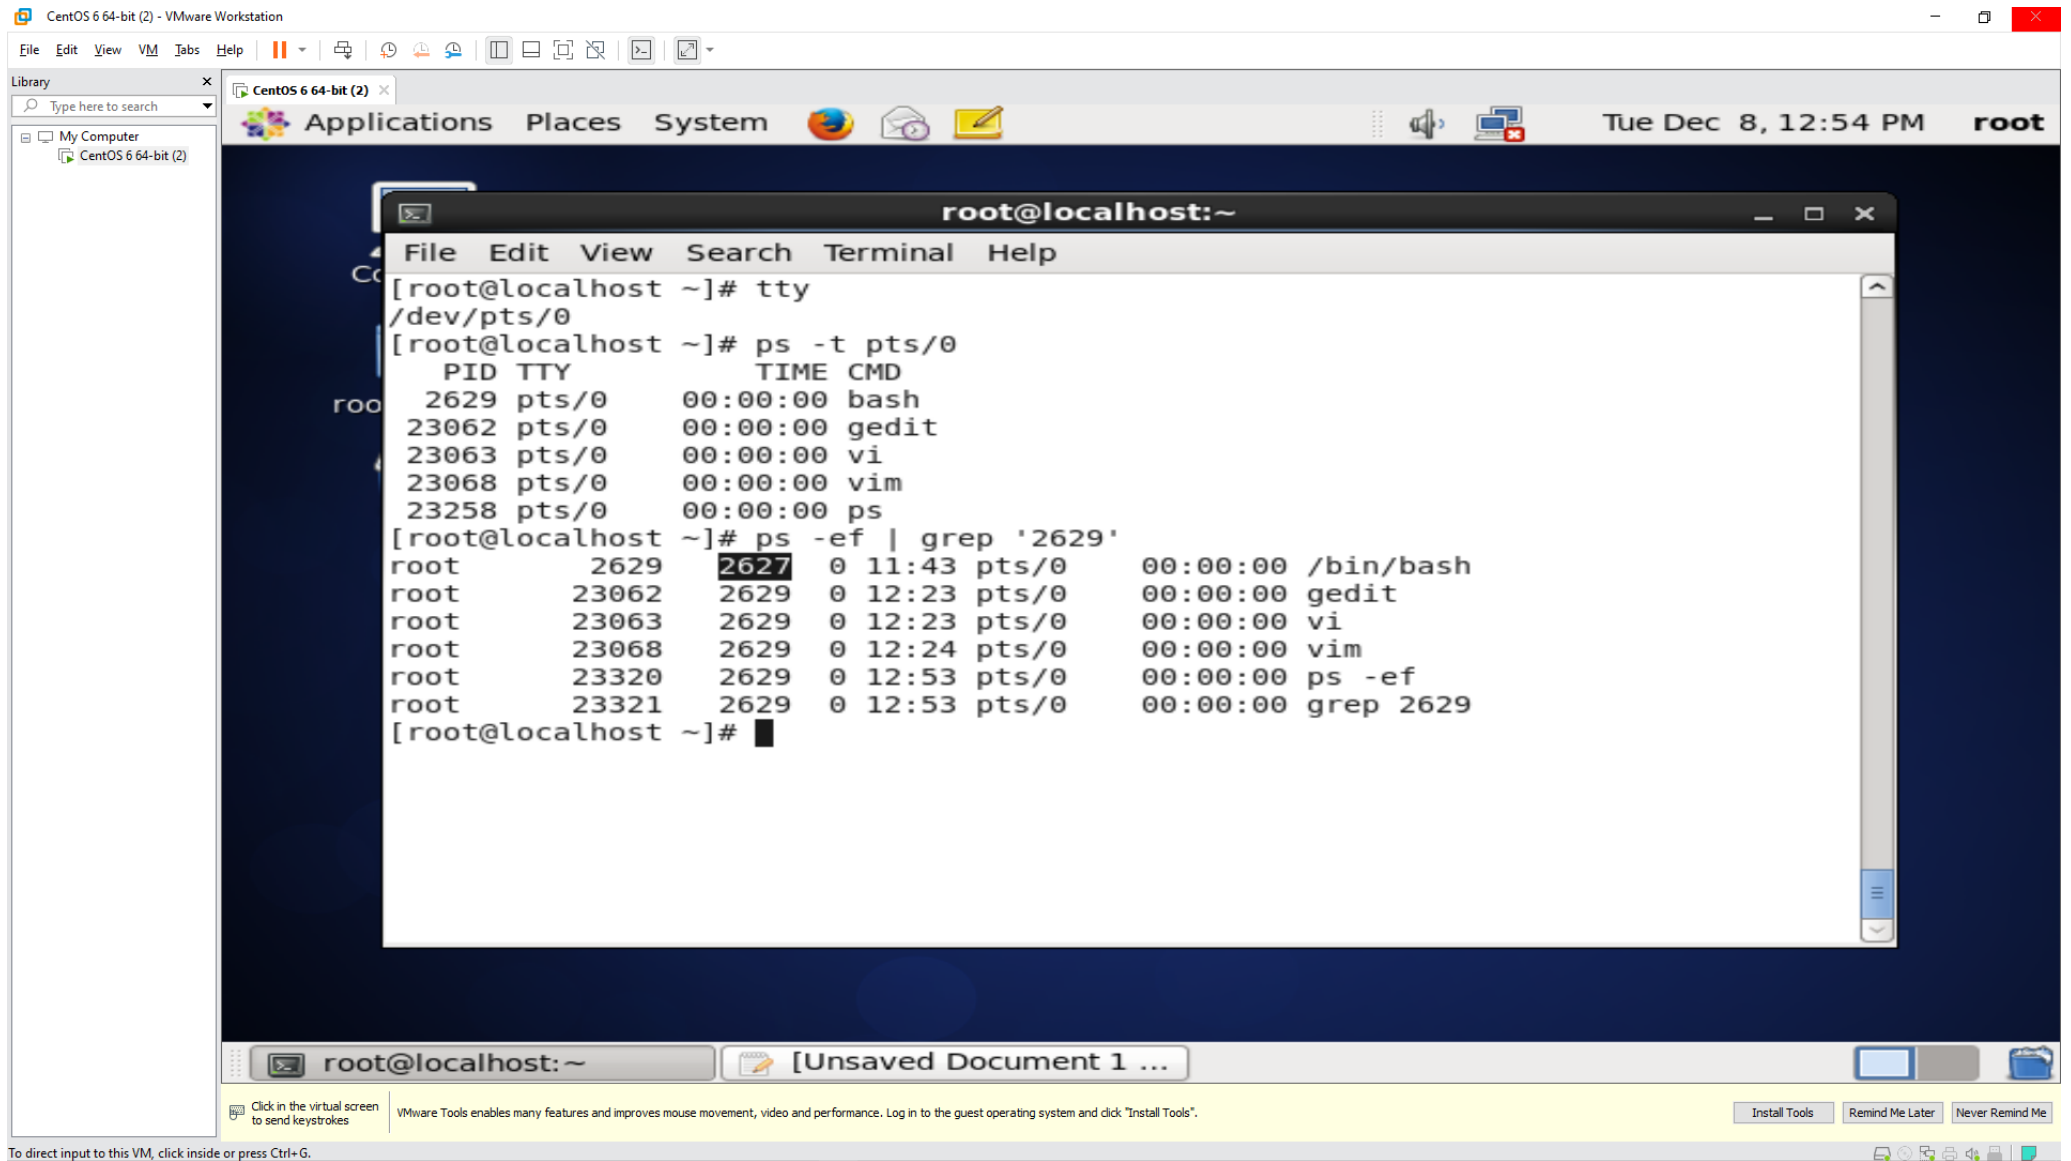 CentOS 6 64-bit (2) - VMware Workstation
File Edit View VM Tabs Help
Library
Type here to search
My Computer
CentOS 6 64-bit (2)
CentOS 6 64-bit (2)
Applications Places System Tue Dec 8, 12:54 PM root
root@localhost:~
File Edit View Search Terminal Help
[root@localhost ~]# tty
/dev/pts/0
[root@localhost ~]# ps -t pts/0
PID TTY TIME CMD
2629 pts/0 00:00:00 bash
23062 pts/0 00:00:00 gedit
23063 pts/0 00:00:00 vi
23068 pts/0 00:00:00 vim
23258 pts/0 00:00:00 ps
[root@localhost ~]# ps -ef | grep '2629'
root 2629 2627 0 11:43 pts/0 00:00:00 /bin/bash
root 23062 2629 0 12:23 pts/0 00:00:00 gedit
root 23063 2629 0 12:23 pts/0 00:00:00 vi
root 23068 2629 0 12:24 pts/0 00:00:00 vim
root 23320 2629 0 12:53 pts/0 00:00:00 ps -ef
root 23321 2629 0 12:53 pts/0 00:00:00 grep 2629
[root@localhost ~]#
root@localhost:~
[Unsaved Document 1 ...
Click in the virtual screen
to send keystrokes
VMware Tools enables many features and improves mouse movement, video and performance. Log in to the guest operating system and click "Install Tools".
Install Tools Remind Me Later Never Remind Me
To direct input to this VM, click inside or press Ctrl+G.